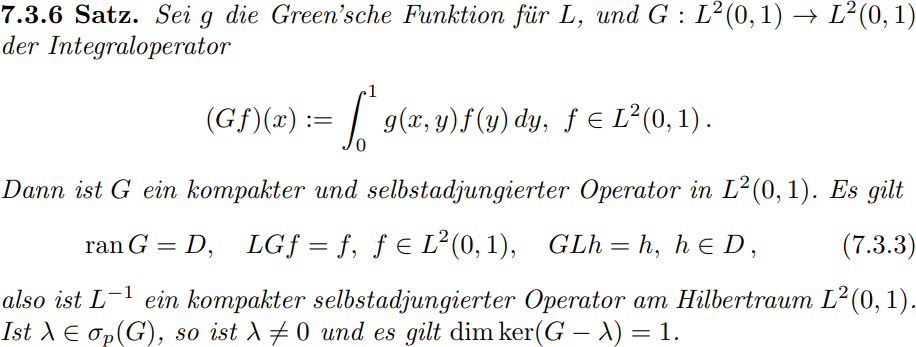 7.3.6 Satz. Sei g die Green'sche Funktion für L, und G : L²(0, 1) → L²(0, 1)
der Integraloperator
(Gf)(x) := ∫₀¹ g(x, y)f(y) dy, f ∈ L²(0, 1) .
Dann ist G ein kompakter und selbstadjungierter Operator in L²(0, 1). Es gilt
ran G = D, LGf = f, f ∈ L²(0, 1), GLh = h, h ∈ D , (7.3.3)
also ist L⁻¹ ein kompakter selbstadjungierter Operator am Hilbertraum L²(0, 1).
Ist λ ∈ σₚ(G), so ist λ ≠ 0 und es gilt dim ker(G − λ) = 1.